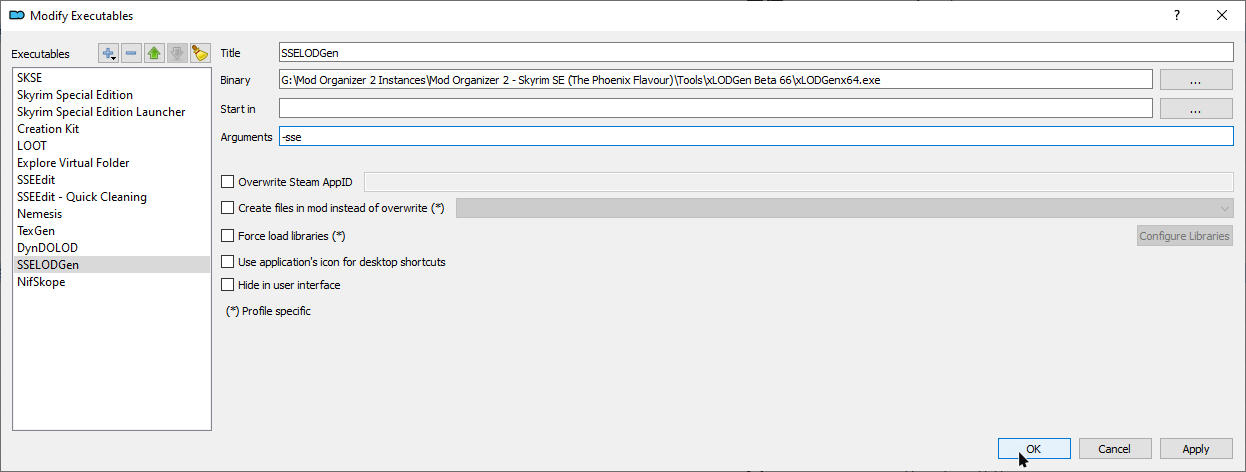 Modify Executables
Executables
SKSE
Skyrim Special Edition
Skyrim Special Edition Launcher
Creation Kit
LOOT
Explore Virtual Folder
SSEEdit
SSEEdit - Quick Cleaning
Nemesis
TexGen
DynDOLOD
SSELODGen
NifSkope
Title SSELODGen
Binary G:\Mod Organizer 2 Instances\Mod Organizer 2 - Skyrim SE (The Phoenix Flavour)\Tools\xLODGen Beta 66\xLODGenx64.exe ...
Start in ...
Arguments -sse
Overwrite Steam AppID
Create files in mod instead of overwrite (*)
Force load libraries (*) Configure Libraries
Use application's icon for desktop shortcuts
Hide in user interface
(*) Profile specific
OK Cancel Apply